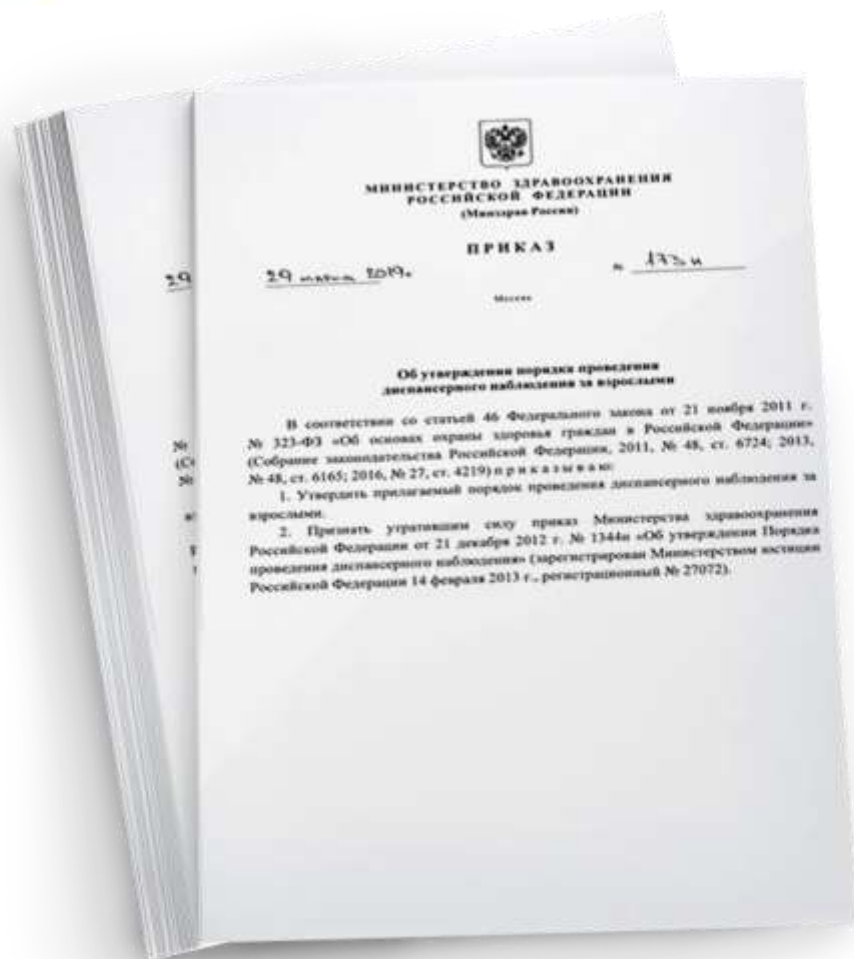 МИНИСТЕРСТВО ЗДРАВООХРАНЕНИЯ
РОССИЙСКОЙ ФЕДЕРАЦИИ
(Минздрав России)
ПРИКАЗ
29 марта 2019г.
№ 173н
Москва
Об утверждении порядка проведения
диспансерного наблюдения за взрослыми
В соответствии со статьей 46 Федерального закона от 21 ноября 2011 г.
№ 323-ФЗ «Об основах охраны здоровья граждан в Российской Федерации»
(Собрание законодательства Российской Федерации, 2011, № 48, ст. 6724; 2013,
№ 48, ст. 6165; 2016, № 27, ст. 4219) п р и к а з ы в а ю:
1. Утвердить прилагаемый порядок проведения диспансерного наблюдения за
взрослыми.
2. Признать утратившим силу приказ Министерства здравоохранения
Российской Федерации от 21 декабря 2012 г. № 1344н «Об утверждении Порядка
проведения диспансерного наблюдения» (зарегистрирован Министерством юстиции
Российской Федерации 14 февраля 2013 г., регистрационный № 27072).
29
№
(Со
№